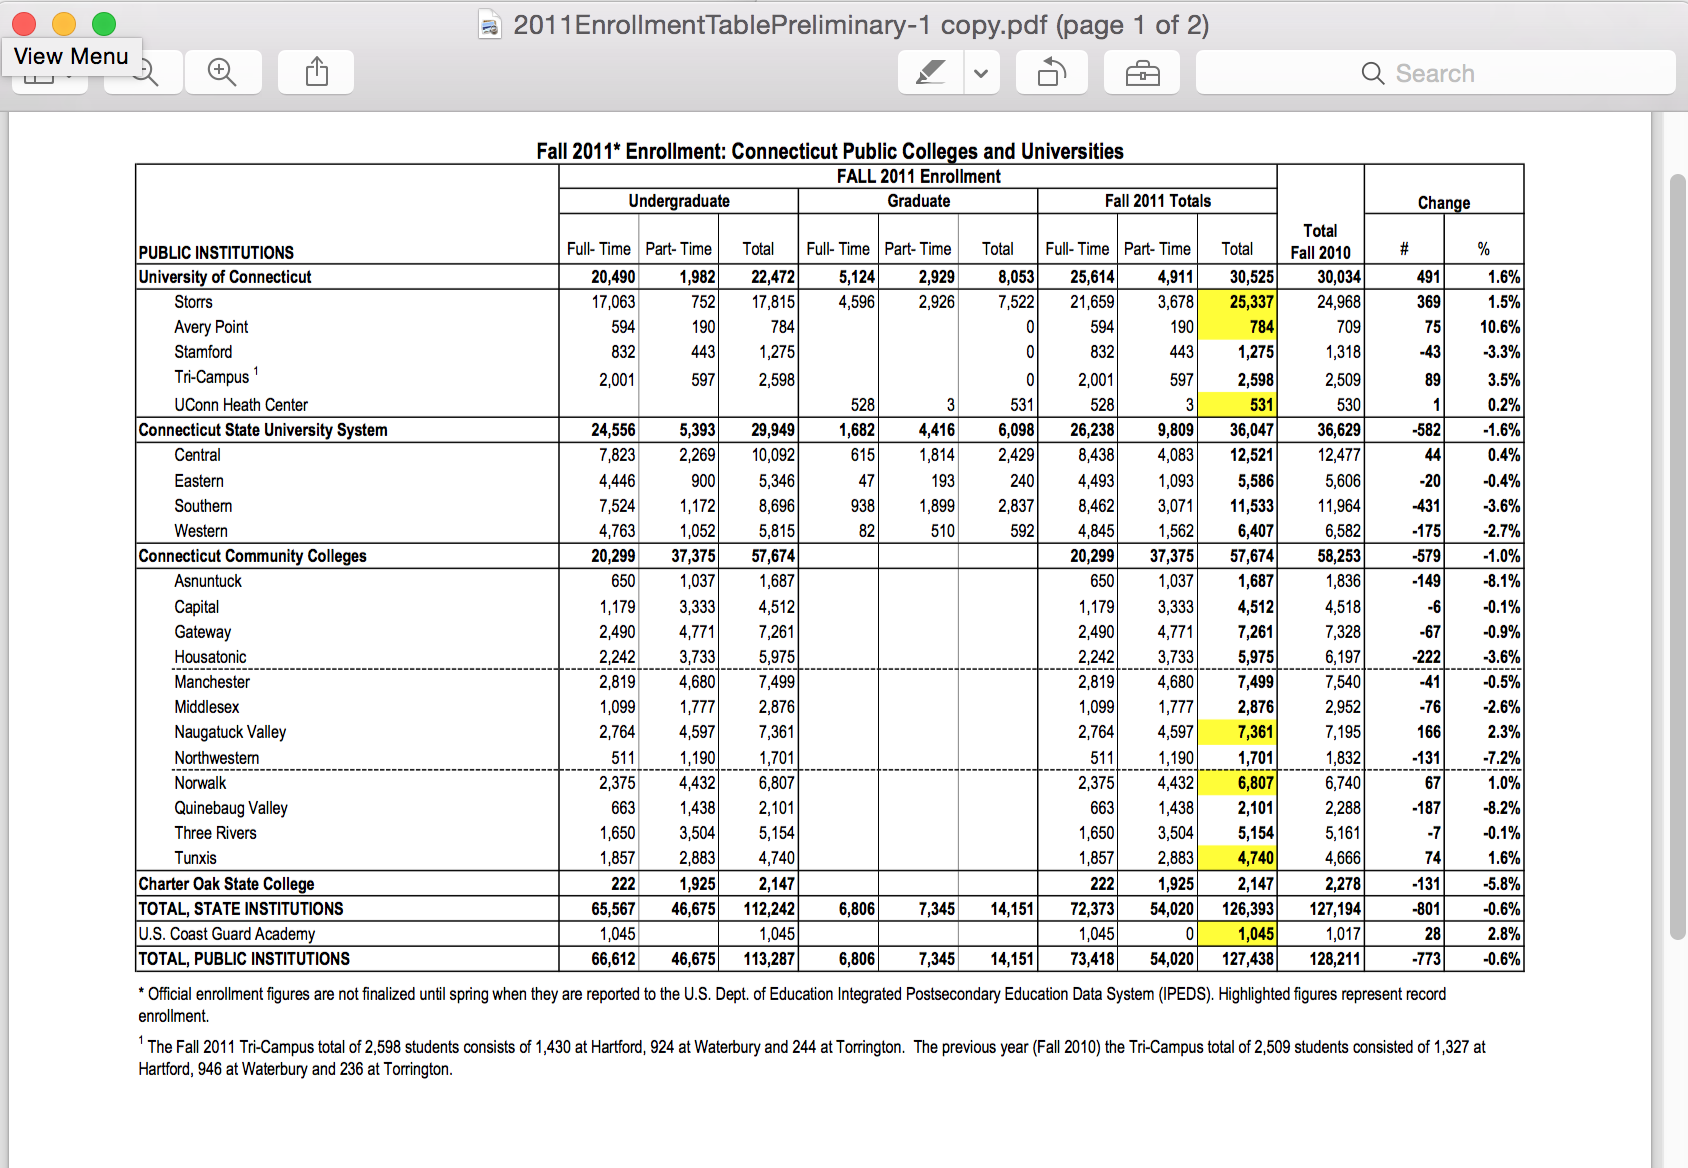 2011EnrollmentTablePreliminary-1 copy.pdf (page 1 of 2)
View Menu
Search
Fall 2011* Enrollment: Connecticut Public Colleges and Universities
FALL 2011 Enrollment
Undergraduate Graduate Fall 2011 Totals Change
PUBLIC INSTITUTIONS Full- Time Part- Time Total Full- Time Part- Time Total Full- Time Part- Time Total Total Fall 2010 # %
University of Connecticut 20,490 1,982 22,472 5,124 2,929 8,053 25,614 4,911 30,525 30,034 491 1.6%
Storrs 17,063 752 17,815 4,596 2,926 7,522 21,659 3,678 25,337 24,968 369 1.5%
Avery Point 594 190 784 0 594 190 784 709 75 10.6%
Stamford 832 443 1,275 0 832 443 1,275 1,318 -43 -3.3%
Tri-Campus 1 2,001 597 2,598 0 2,001 597 2,598 2,509 89 3.5%
UConn Heath Center 528 3 531 528 3 531 530 1 0.2%
Connecticut State University System 24,556 5,393 29,949 1,682 4,416 6,098 26,238 9,809 36,047 36,629 -582 -1.6%
Central 7,823 2,269 10,092 615 1,814 2,429 8,438 4,083 12,521 12,477 44 0.4%
Eastern 4,446 900 5,346 47 193 240 4,493 1,093 5,586 5,606 -20 -0.4%
Southern 7,524 1,172 8,696 938 1,899 2,837 8,462 3,071 11,533 11,964 -431 -3.6%
Western 4,763 1,052 5,815 82 510 592 4,845 1,562 6,407 6,582 -175 -2.7%
Connecticut Community Colleges 20,299 37,375 57,674 20,299 37,375 57,674 58,253 -579 -1.0%
Asnuntuck 650 1,037 1,687 650 1,037 1,687 1,836 -149 -8.1%
Capital 1,179 3,333 4,512 1,179 3,333 4,512 4,518 -6 -0.1%
Gateway 2,490 4,771 7,261 2,490 4,771 7,261 7,328 -67 -0.9%
Housatonic 2,242 3,733 5,975 2,242 3,733 5,975 6,197 -222 -3.6%
Manchester 2,819 4,680 7,499 2,819 4,680 7,499 7,540 -41 -0.5%
Middlesex 1,099 1,777 2,876 1,099 1,777 2,876 2,952 -76 -2.6%
Naugatuck Valley 2,764 4,597 7,361 2,764 4,597 7,361 7,195 166 2.3%
Northwestern 511 1,190 1,701 511 1,190 1,701 1,832 -131 -7.2%
Norwalk 2,375 4,432 6,807 2,375 4,432 6,807 6,740 67 1.0%
Quinebaug Valley 663 1,438 2,101 663 1,438 2,101 2,288 -187 -8.2%
Three Rivers 1,650 3,504 5,154 1,650 3,504 5,154 5,161 -7 -0.1%
Tunxis 1,857 2,883 4,740 1,857 2,883 4,740 4,666 74 1.6%
Charter Oak State College 222 1,925 2,147 222 1,925 2,147 2,278 -131 -5.8%
TOTAL, STATE INSTITUTIONS 65,567 46,675 112,242 6,806 7,345 14,151 72,373 54,020 126,393 127,194 -801 -0.6%
U.S. Coast Guard Academy 1,045 1,045 1,045 0 1,045 1,017 28 2.8%
TOTAL, PUBLIC INSTITUTIONS 66,612 46,675 113,287 6,806 7,345 14,151 73,418 54,020 127,438 128,211 -773 -0.6%
* Official enrollment figures are not finalized until spring when they are reported to the U.S. Dept. of Education Integrated Postsecondary Education Data System (IPEDS). Highlighted figures represent record
enrollment.
1 The Fall 2011 Tri-Campus total of 2,598 students consists of 1,430 at Hartford, 924 at Waterbury and 244 at Torrington. The previous year (Fall 2010) the Tri-Campus total of 2,509 students consisted of 1,327 at
Hartford, 946 at Waterbury and 236 at Torrington.